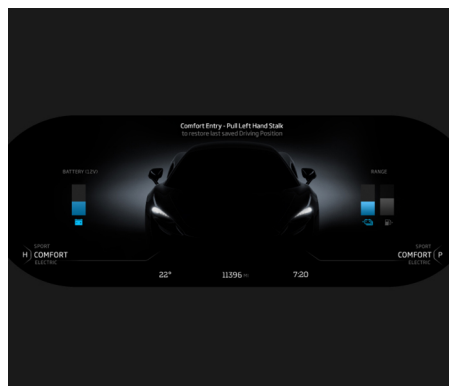 Comfort Entry - Pull Left Hand Stalk
to restore last saved Driving Position
BATTERY (12V)
RANGE
SPORT
H COMFORT
ELECTRIC
SPORT
COMFORT P
ELECTRIC
22°
11396 MI
7:20